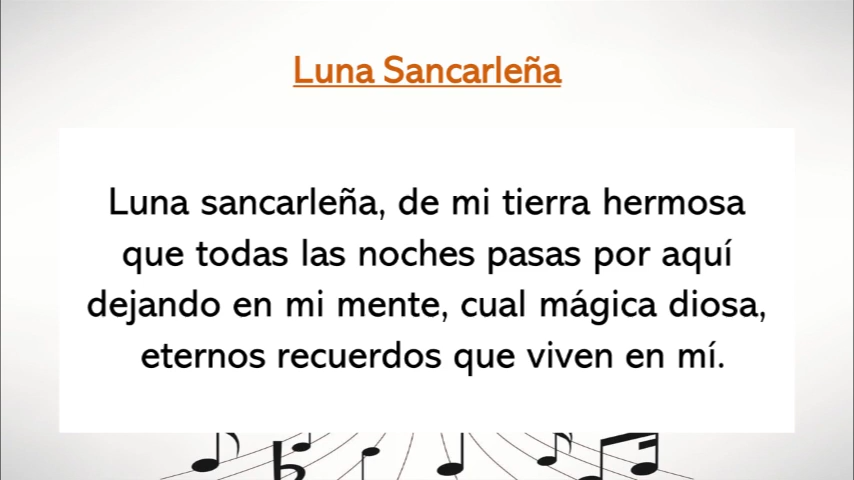 Luna Sancarleña
Luna sancarleña, de mi tierra hermosa
que todas las noches pasas por aquí
dejando en mi mente, cual mágica diosa,
eternos recuerdos que viven en mí.